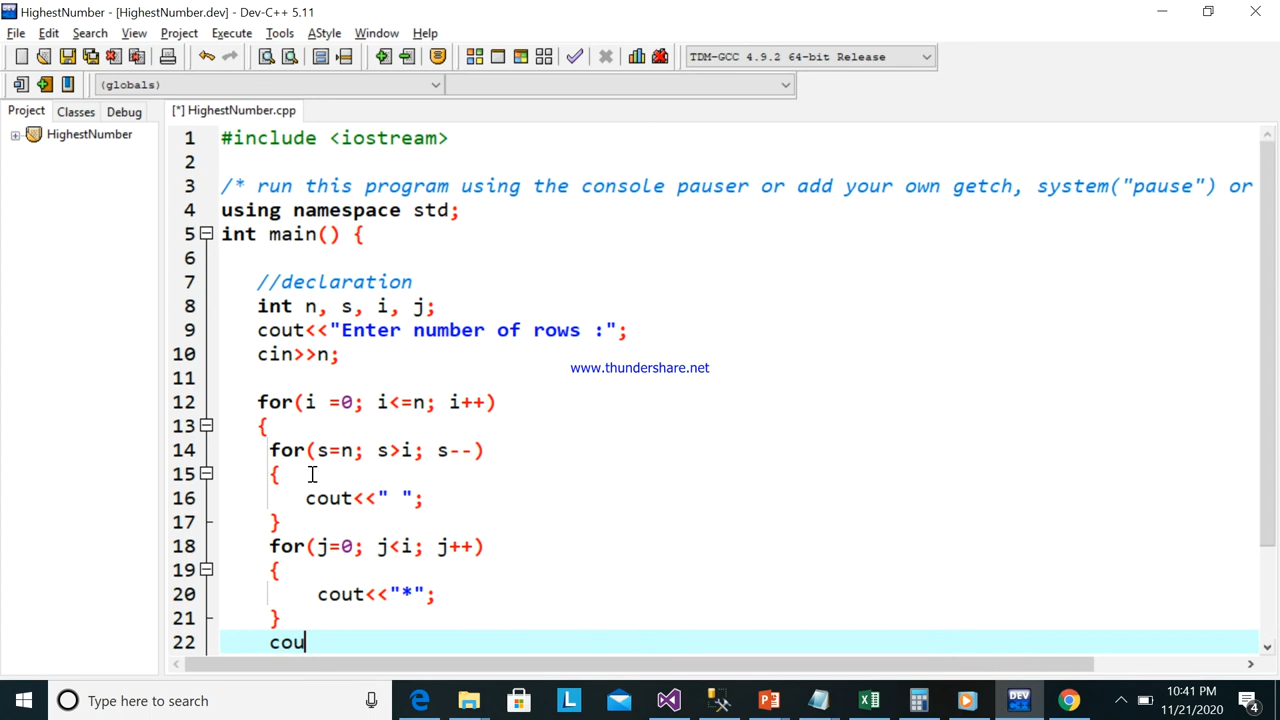 HighestNumber - [HighestNumber.dev] - Dev-C++ 5.11
File Edit Search View Project Execute Tools AStyle Window Help
TDM-GCC 4.9.2 64-bit Release
(globals)
Project Classes Debug [*] HighestNumber.cpp
HighestNumber
1 #include <iostream>
2
3 /* run this program using the console pauser or add your own getch, system("pause") or
4 using namespace std;
5 int main() {
6
7 //declaration
8 int n, s, i, j;
9 cout<<"Enter number of rows :";
10 cin>>n;
www.thundershare.net
11
12 for(i =0; i<=n; i++)
13 {
14 for(s=n; s>i; s--)
15 {
16 cout<<" ";
17 }
18 for(j=0; j<i; j++)
19 {
20 cout<<"*";
21 }
22 cou
Type here to search
DEV
10:41 PM
11/21/2020
4